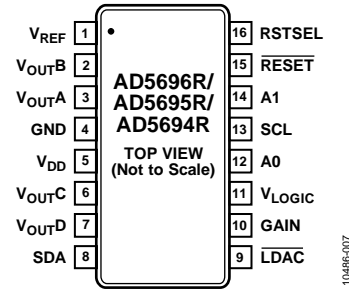 VREF 1
VOUTB 2
VOUTA 3
GND 4
VDD 5
VOUTC 6
VOUTD 7
SDA 8
AD5696R/
AD5695R/
AD5694R
TOP VIEW
(Not to Scale)
16 RSTSEL
15 RESET
14 A1
13 SCL
12 A0
11 VLOGIC
10 GAIN
9 LDAC
10486-007